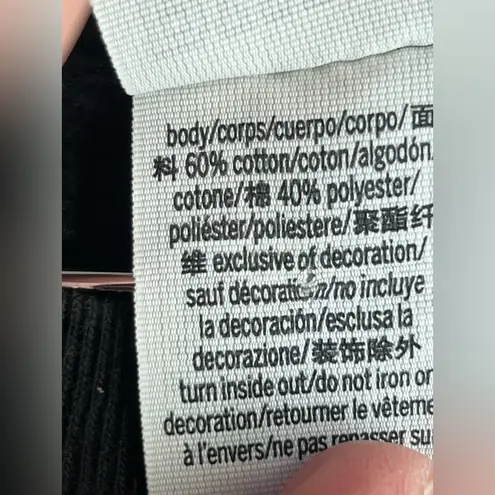 body/corps/cuerpo/corpo/面
料 60% cotton/coton/algodón
cotone/棉 40% polyester/
poliéster/poliestere/聚酯纤
维 exclusive of decoration/
sauf décoration/no incluye
la decoración/esclusa la
decorazione/装饰除外
turn inside out/do not iron on
decoration/retourner le vêteme
à l'envers/ne pas repasser su